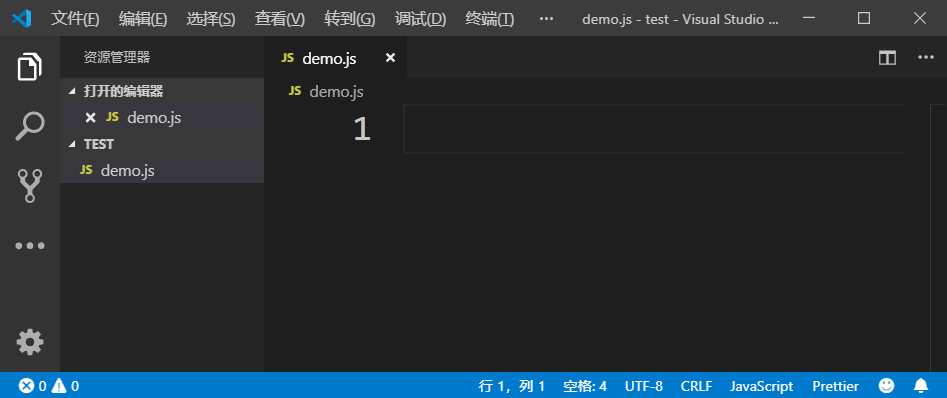 文件(F) 编辑(E) 选择(S) 查看(V) 转到(G) 调试(D) 终端(T) ··· demo.js - test - Visual Studio ...
资源管理器
JS demo.js
打开的编辑器
JS demo.js
JS demo.js
TEST
JS demo.js
1
0 0 行 1，列 1 空格: 4 UTF-8 CRLF JavaScript Prettier